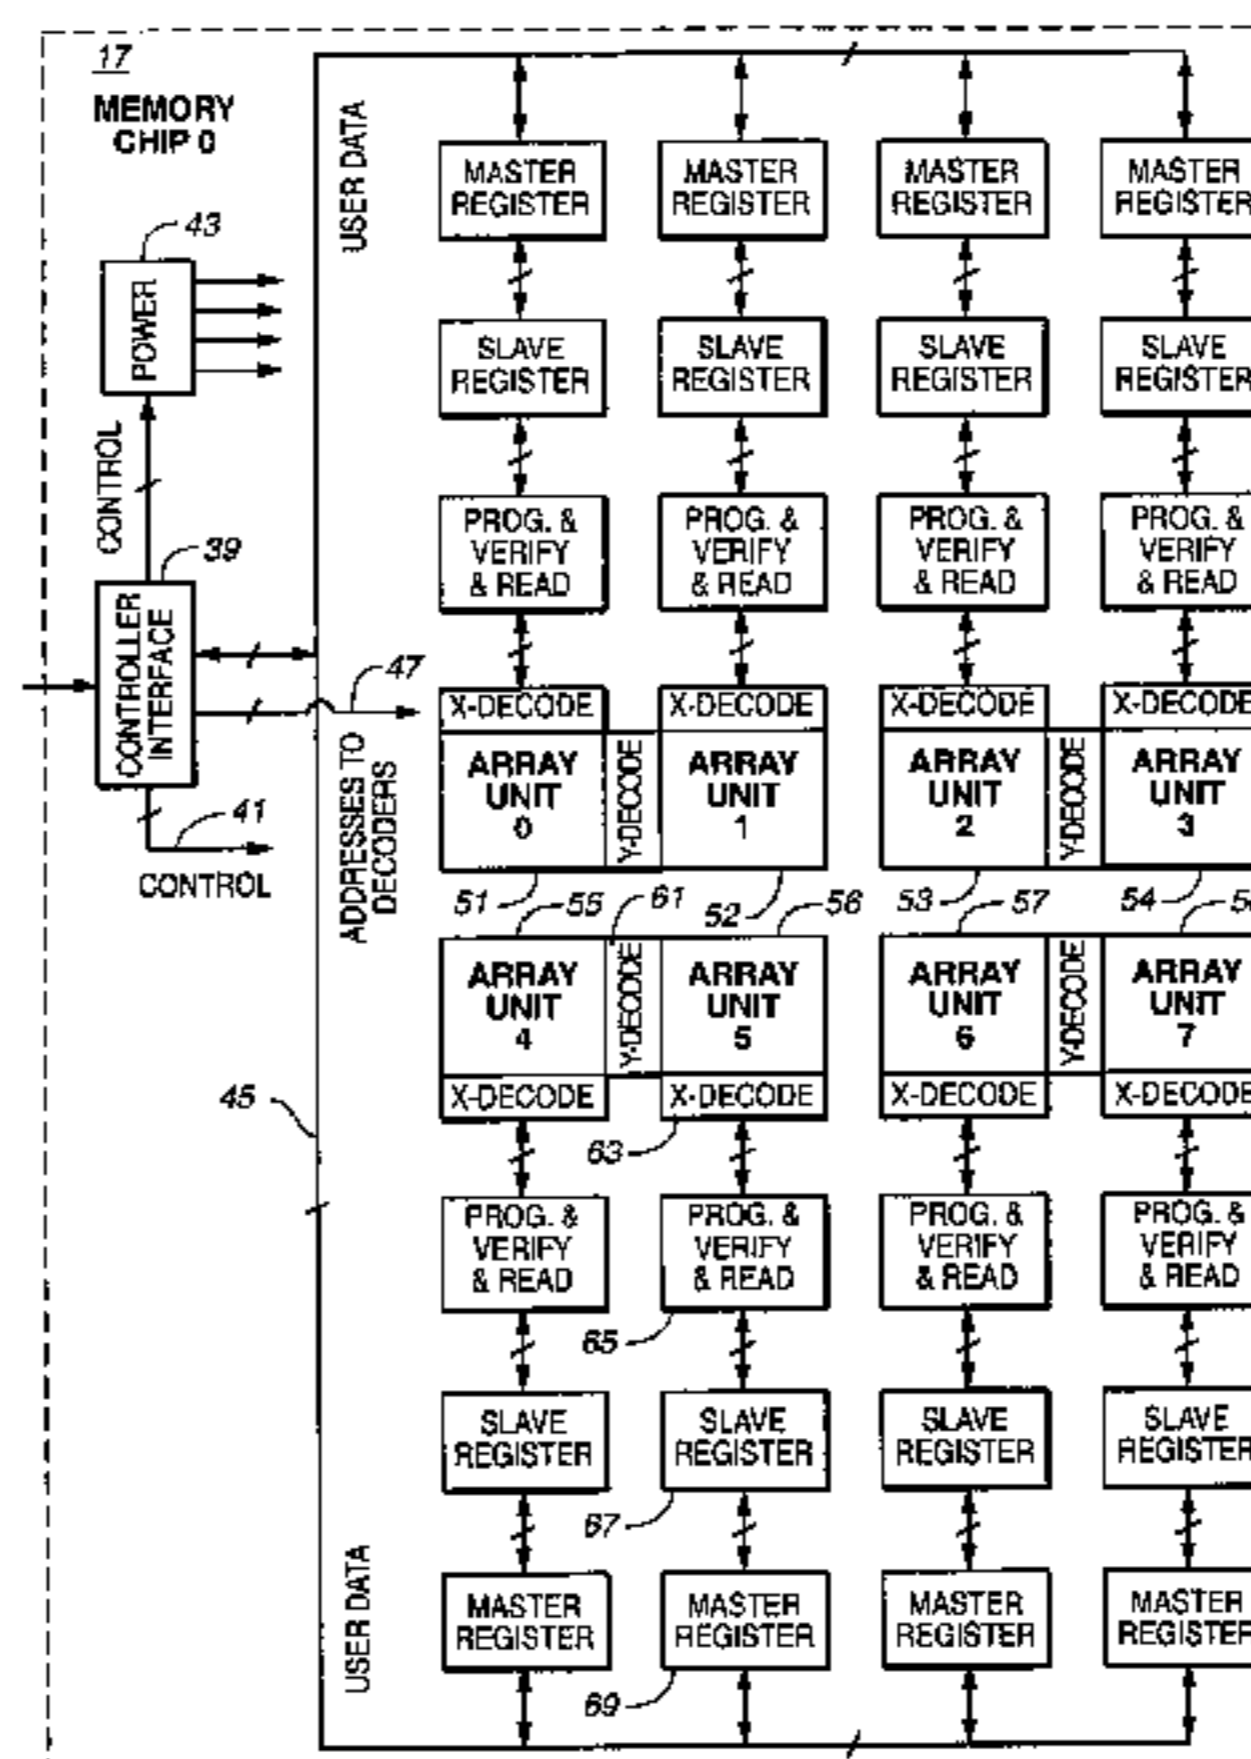 17
MEMORY
CHIP 0
USER DATA
MASTER
REGISTER
MASTER
REGISTER
MASTER
REGISTER
MASTER
REGISTER
43
POWER
SLAVE
REGISTER
SLAVE
REGISTER
SLAVE
REGISTER
SLAVE
REGISTER
CONTROL
PROG. &
VERIFY
& READ
PROG. &
VERIFY
& READ
PROG. &
VERIFY
& READ
PROG. &
VERIFY
& READ
39
CONTROLLER
INTERFACE
47
ADDRESSES TO
DECODERS
41
CONTROL
X-DECODE
X-DECODE
X-DECODE
X-DECODE
ARRAY
UNIT
0
Y-DECODE
ARRAY
UNIT
1
ARRAY
UNIT
2
Y-DECODE
ARRAY
UNIT
3
51
55
61
52
56
53
57
54
ARRAY
UNIT
4
Y-DECODE
ARRAY
UNIT
5
ARRAY
UNIT
6
Y-DECODE
ARRAY
UNIT
7
X-DECODE
X-DECODE
X-DECODE
X-DECODE
45
63
PROG. &
VERIFY
& READ
PROG. &
VERIFY
& READ
PROG. &
VERIFY
& READ
PROG. &
VERIFY
& READ
65
SLAVE
REGISTER
SLAVE
REGISTER
SLAVE
REGISTER
SLAVE
REGISTER
67
USER DATA
MASTER
REGISTER
MASTER
REGISTER
MASTER
REGISTER
MASTER
REGISTER
69